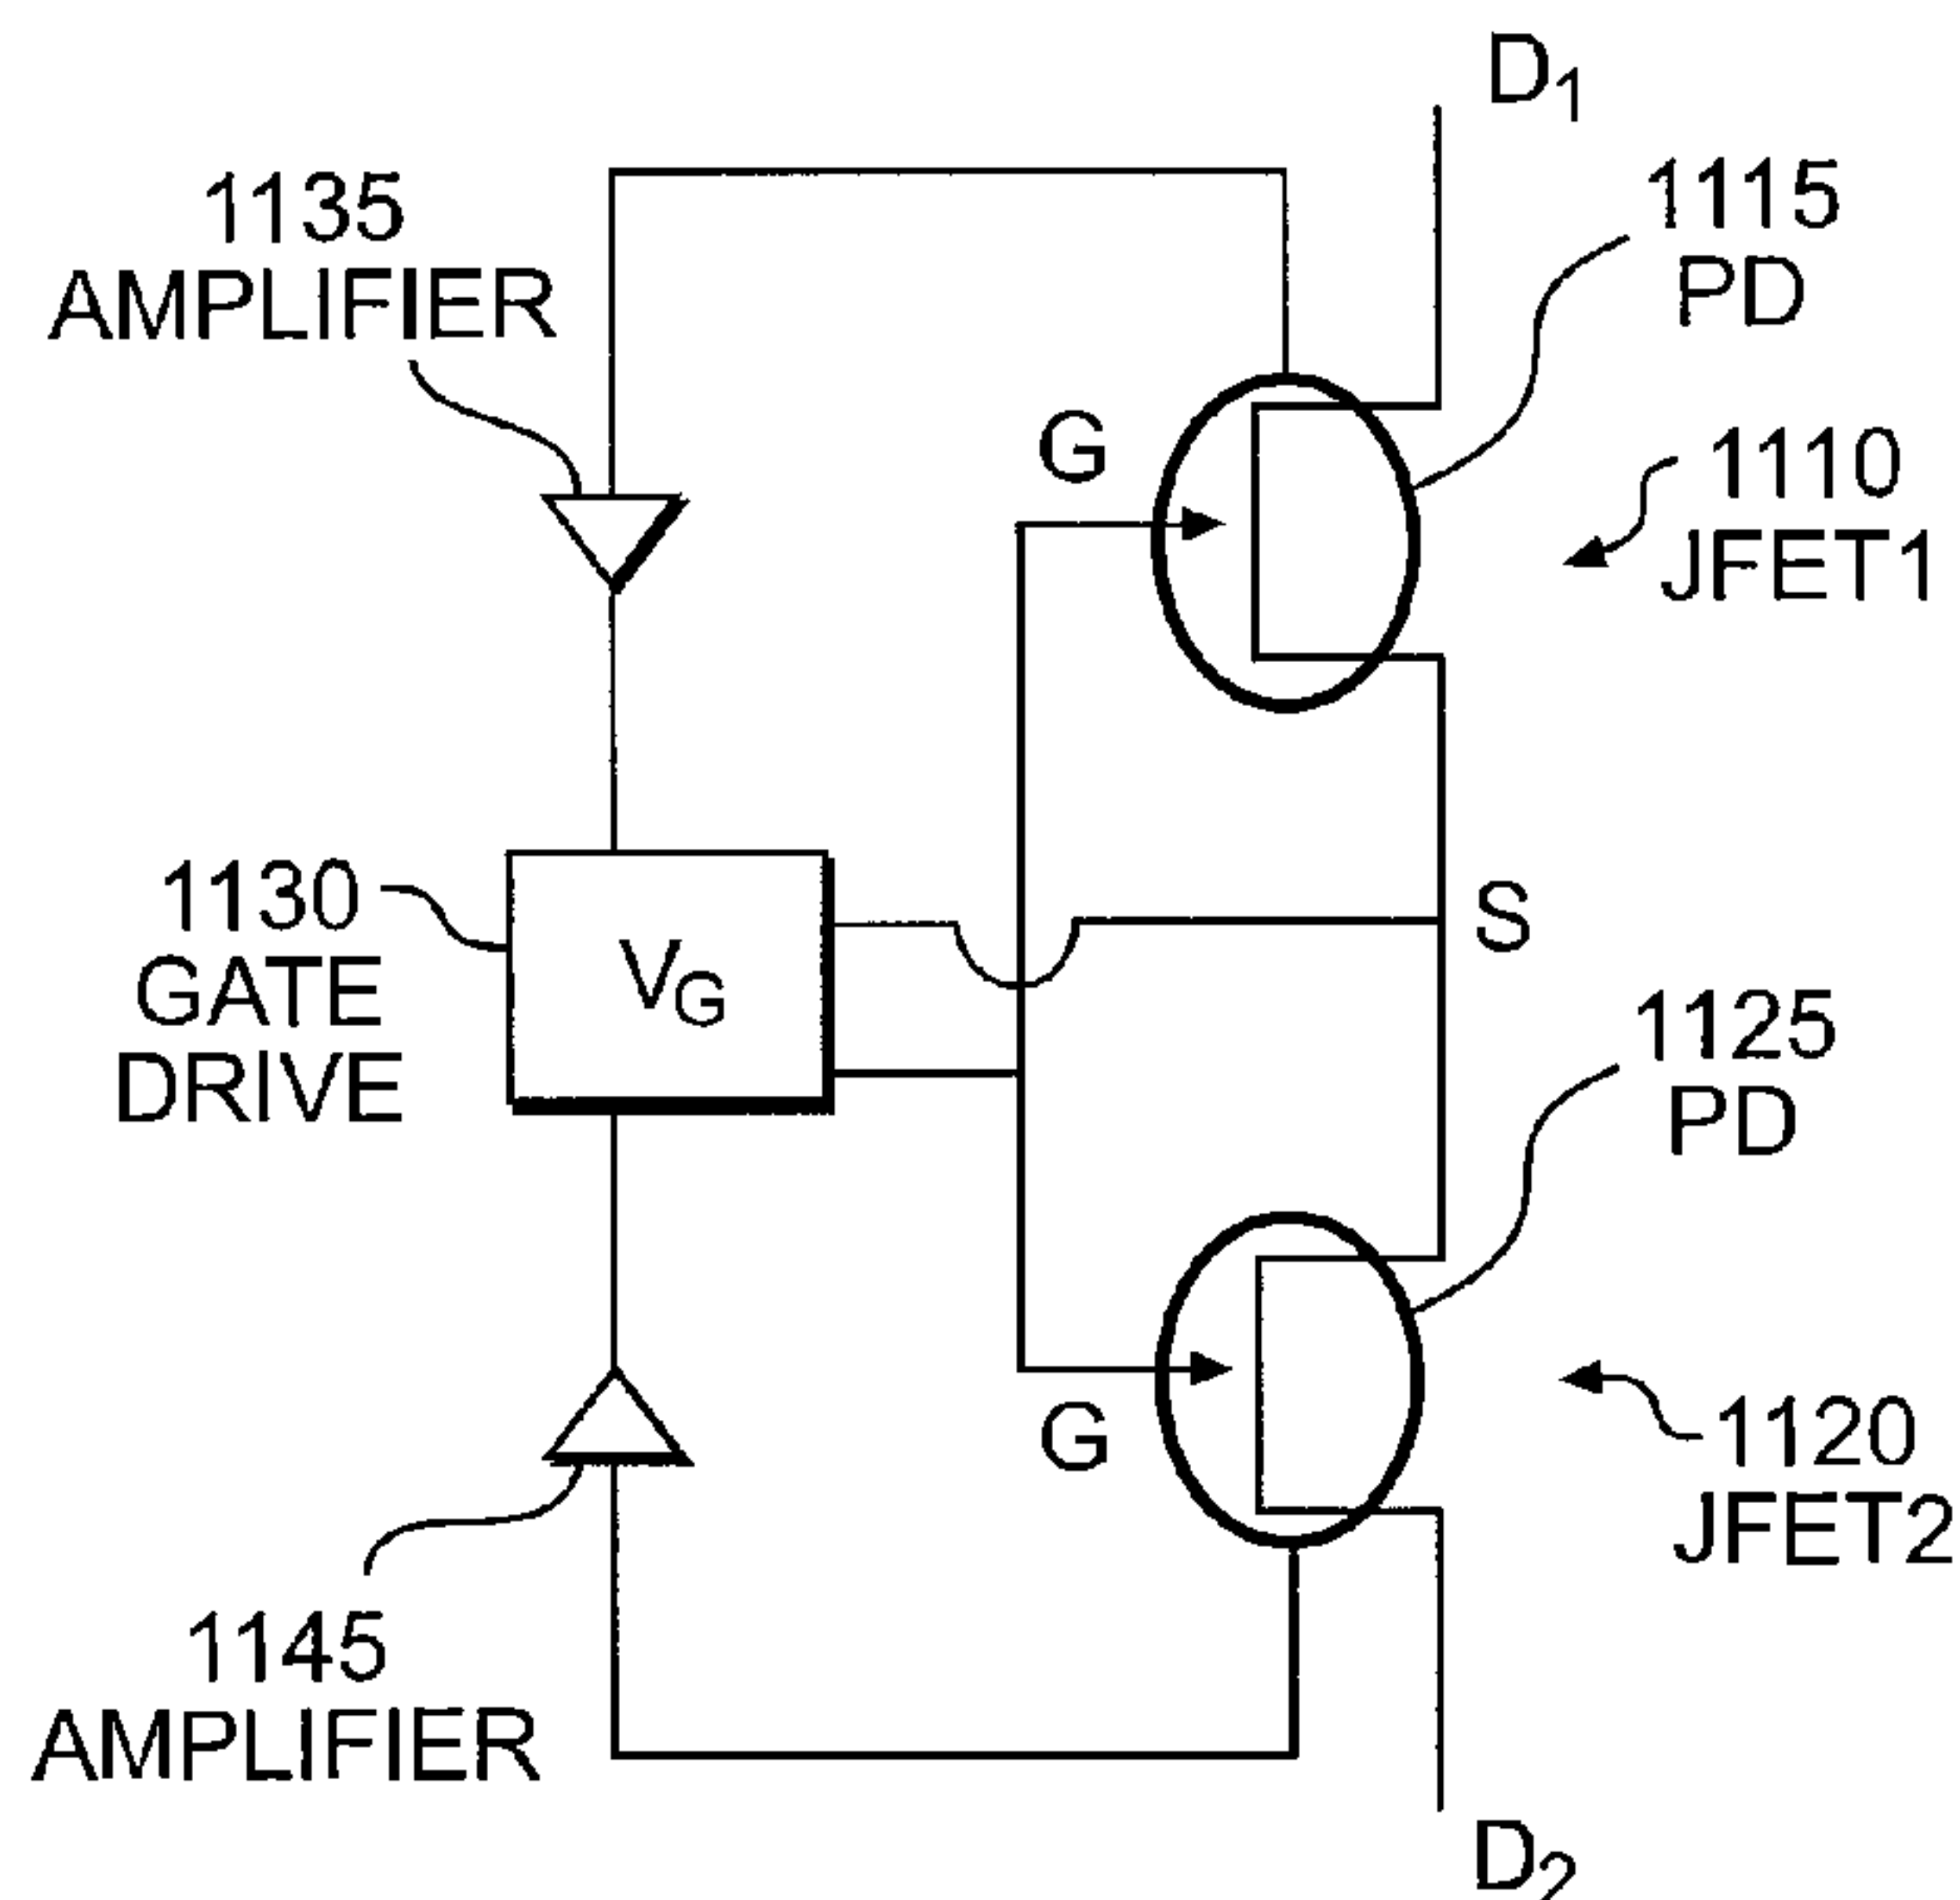 D1
1135
AMPLIFIER
1115
PD
G
1110
JFET1
1130
GATE
DRIVE
VG
S
1125
PD
G
1120
JFET2
1145
AMPLIFIER
D2